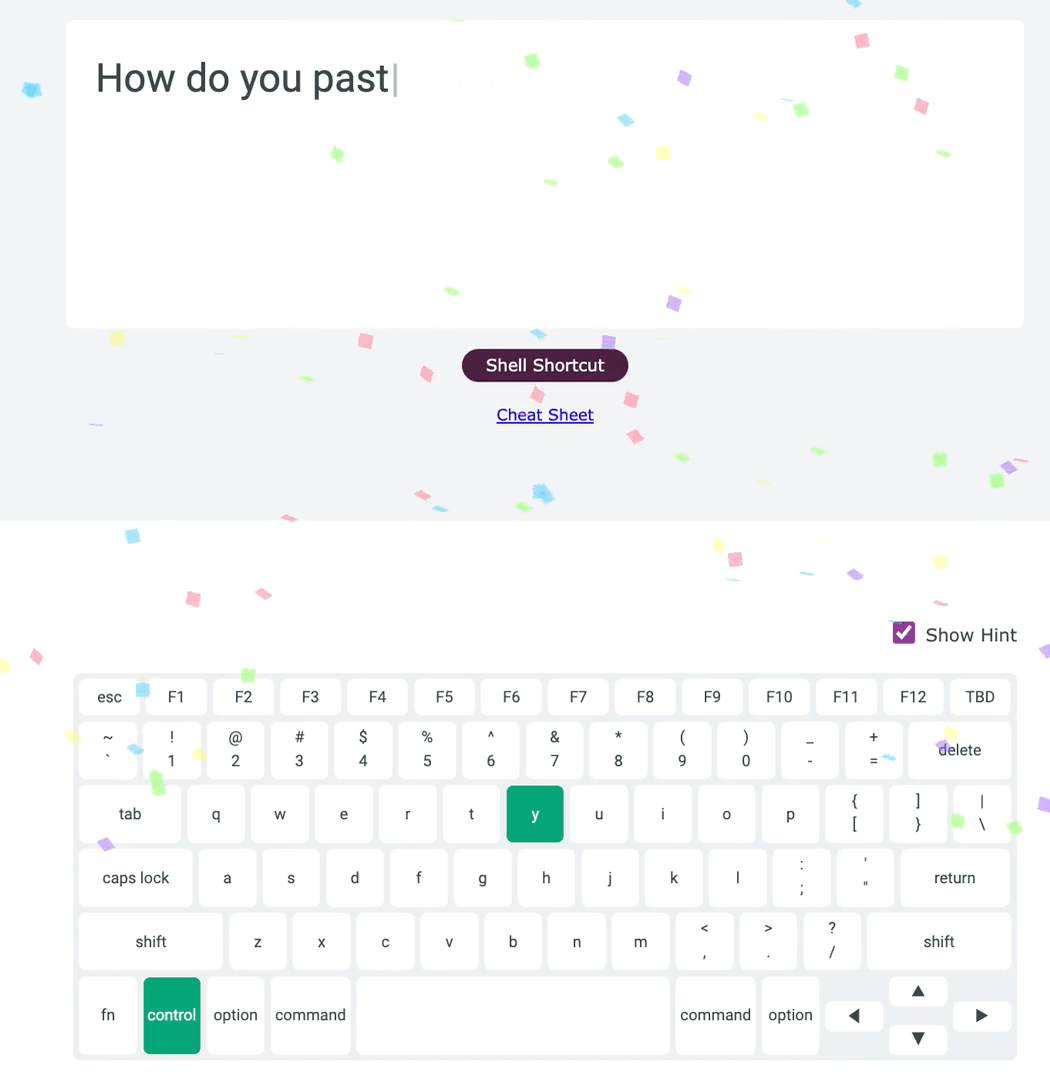 How do you past
Shell Shortcut
Cheat Sheet
Show Hint
esc F1 F2 F3 F4 F5 F6 F7 F8 F9 F10 F11 F12 TBD
~ ! @ # $ % ^ & * ( ) _ +
` 1 2 3 4 5 6 7 8 9 0 - = delete
tab q w e r t y u i o p { ] |
[ } \
caps lock a s d f g h j k l : ' return
; "
shift z x c v b n m < > ? shift
, . /
fn control option command command option ◀ ▲ ▼ ▶